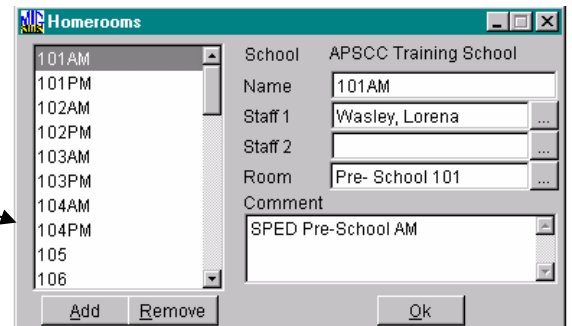 Homerooms
101AM
101PM
102AM
102PM
103AM
103PM
104AM
104PM
105
106
Add Remove
School APSCC Training School
Name 101AM
Staff 1 Wasley, Lorena ...
Staff 2 ...
Room Pre- School 101 ...
Comment
SPED Pre-School AM
Ok